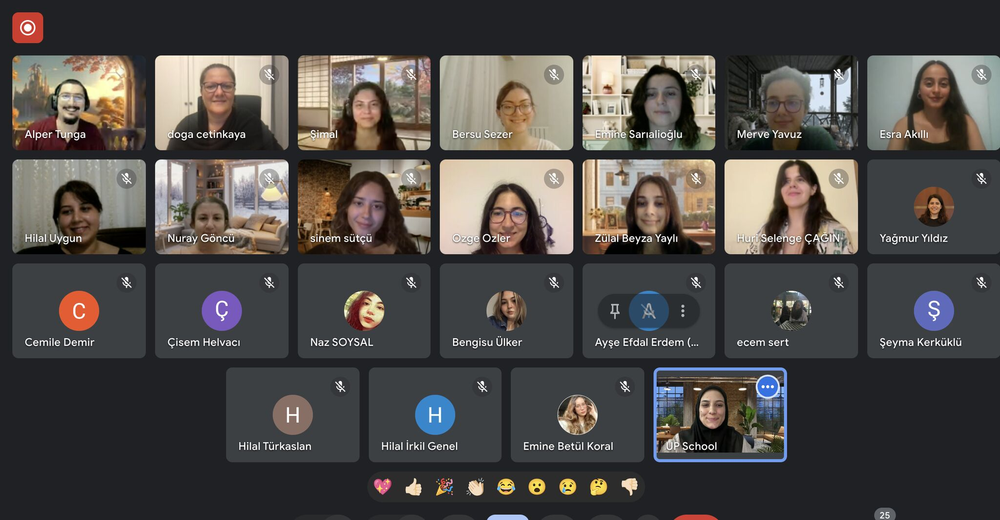 Alper Tunga
doga cetinkaya
Şimal
Bersu Sezer
Emine Sarıalioğlu
Merve Yavuz
Esra Akıllı
Hilal Uygun
Nuray Göncü
sinem sütçü
Özge Özler
Zülal Beyza Yaylı
Huri Selenge ÇAĞIN
Yağmur Yıldız
C
Cemile Demir
Ç
Çisem Helvacı
Naz SOYSAL
Bengisu Ülker
A
Ayşe Efdal Erdem (...
ecem sert
Ş
Şeyma Kerküklü
H
Hilal Türkaslan
H
Hilal İrkil Genel
Emine Betül Koral
UP School
25